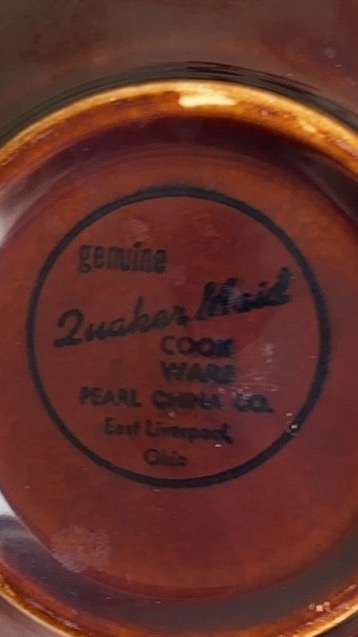 genuine
Quaker Maid
COOK
WARE
PEARL CHINA CO.
East Liverpool,
Ohio